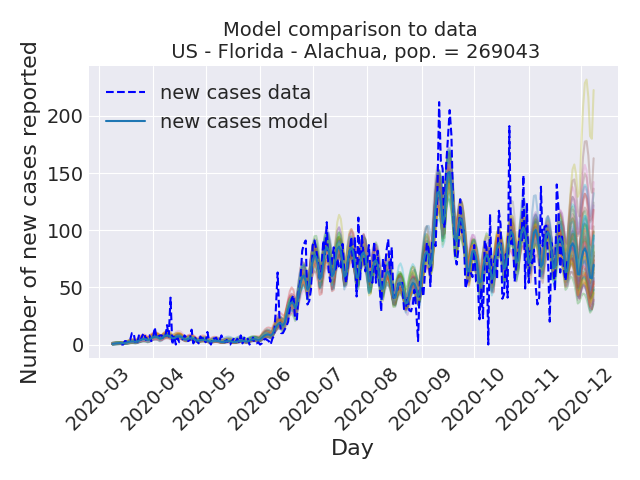 Model comparison to data
US - Florida - Alachua, pop. = 269043
Number of new cases reported
new cases data
new cases model
200
150
100
50
0
2020-03
2020-04
2020-05
2020-06
2020-07
2020-08
2020-09
2020-10
2020-11
2020-12
Day